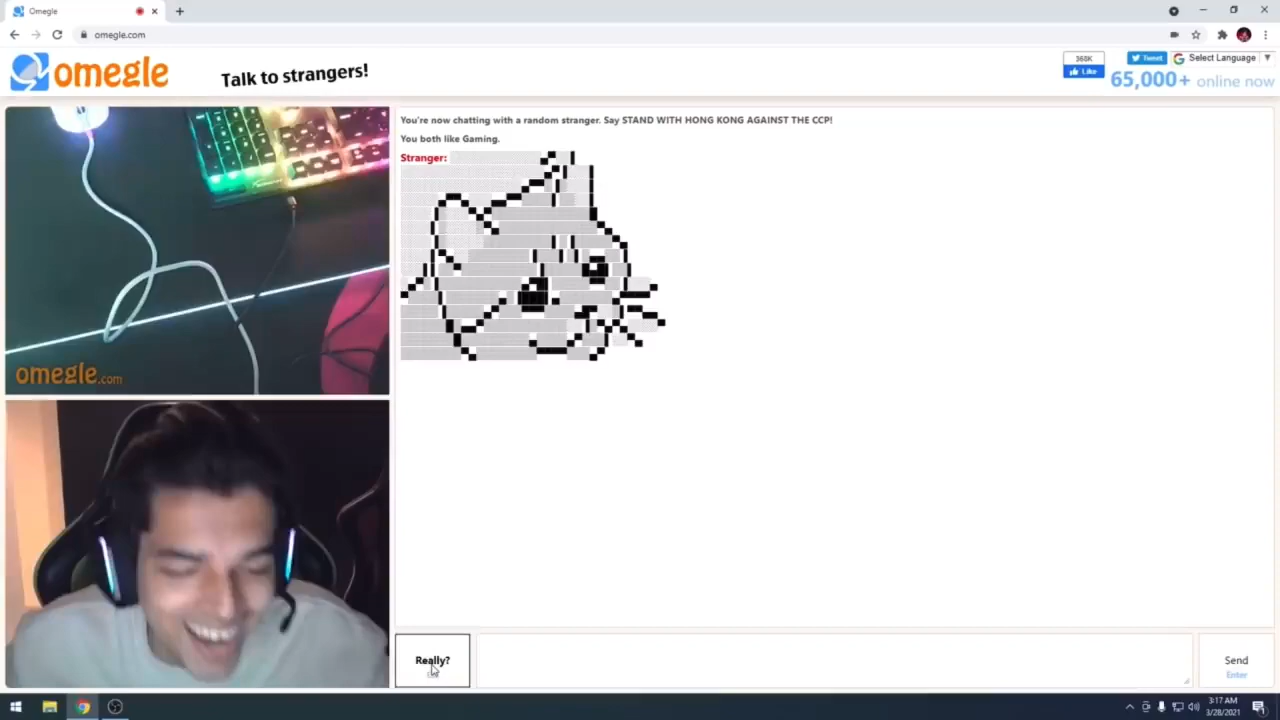 Omegle
omegle.com
omegle
Talk to strangers!
368K
Like
Tweet
Select Language
65,000+ online now
You're now chatting with a random stranger. Say STAND WITH HONG KONG AGAINST THE CCP!
You both like Gaming.
Stranger:
omegle.com
Really?
Send
Enter
3:17 AM
3/28/2021